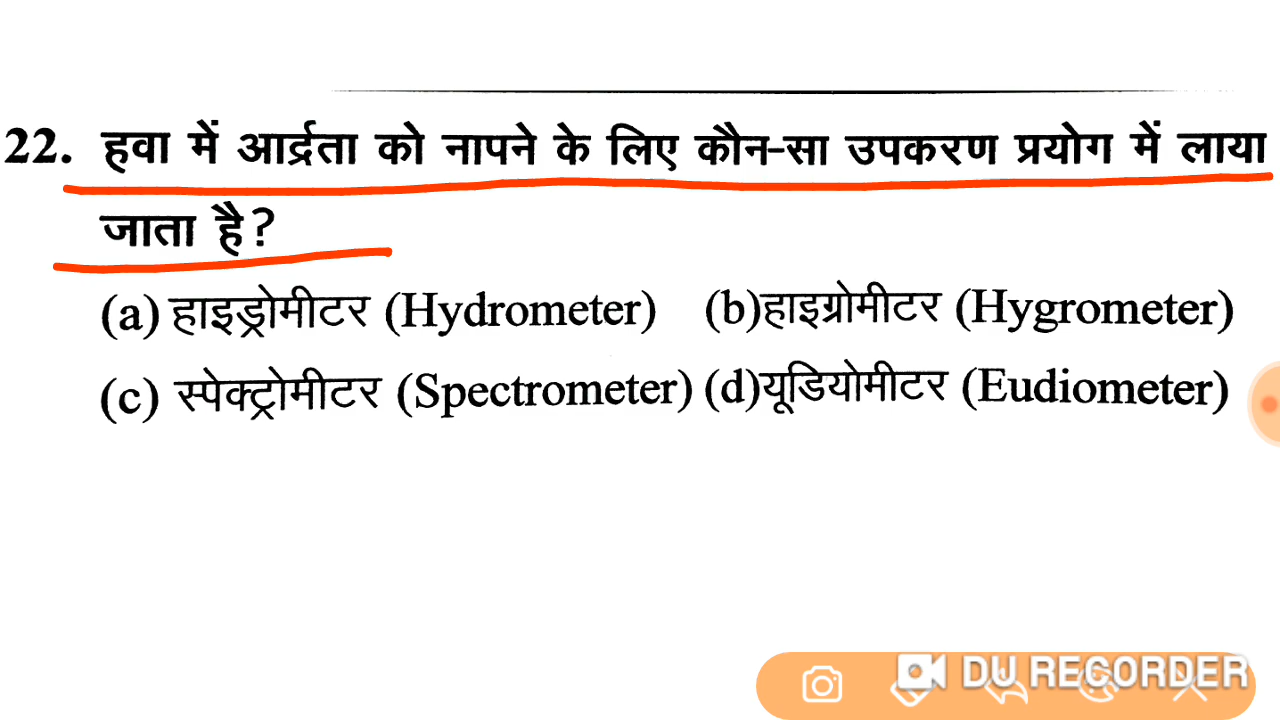 22. हवा में आर्द्रता को नापने के लिए कौन-सा उपकरण प्रयोग में लाया
जाता है?
(a) हाइड्रोमीटर (Hydrometer) (b)हाइग्रोमीटर (Hygrometer)
(c) स्पेक्ट्रोमीटर (Spectrometer) (d)यूडियोमीटर (Eudiometer)
DU RECORDER